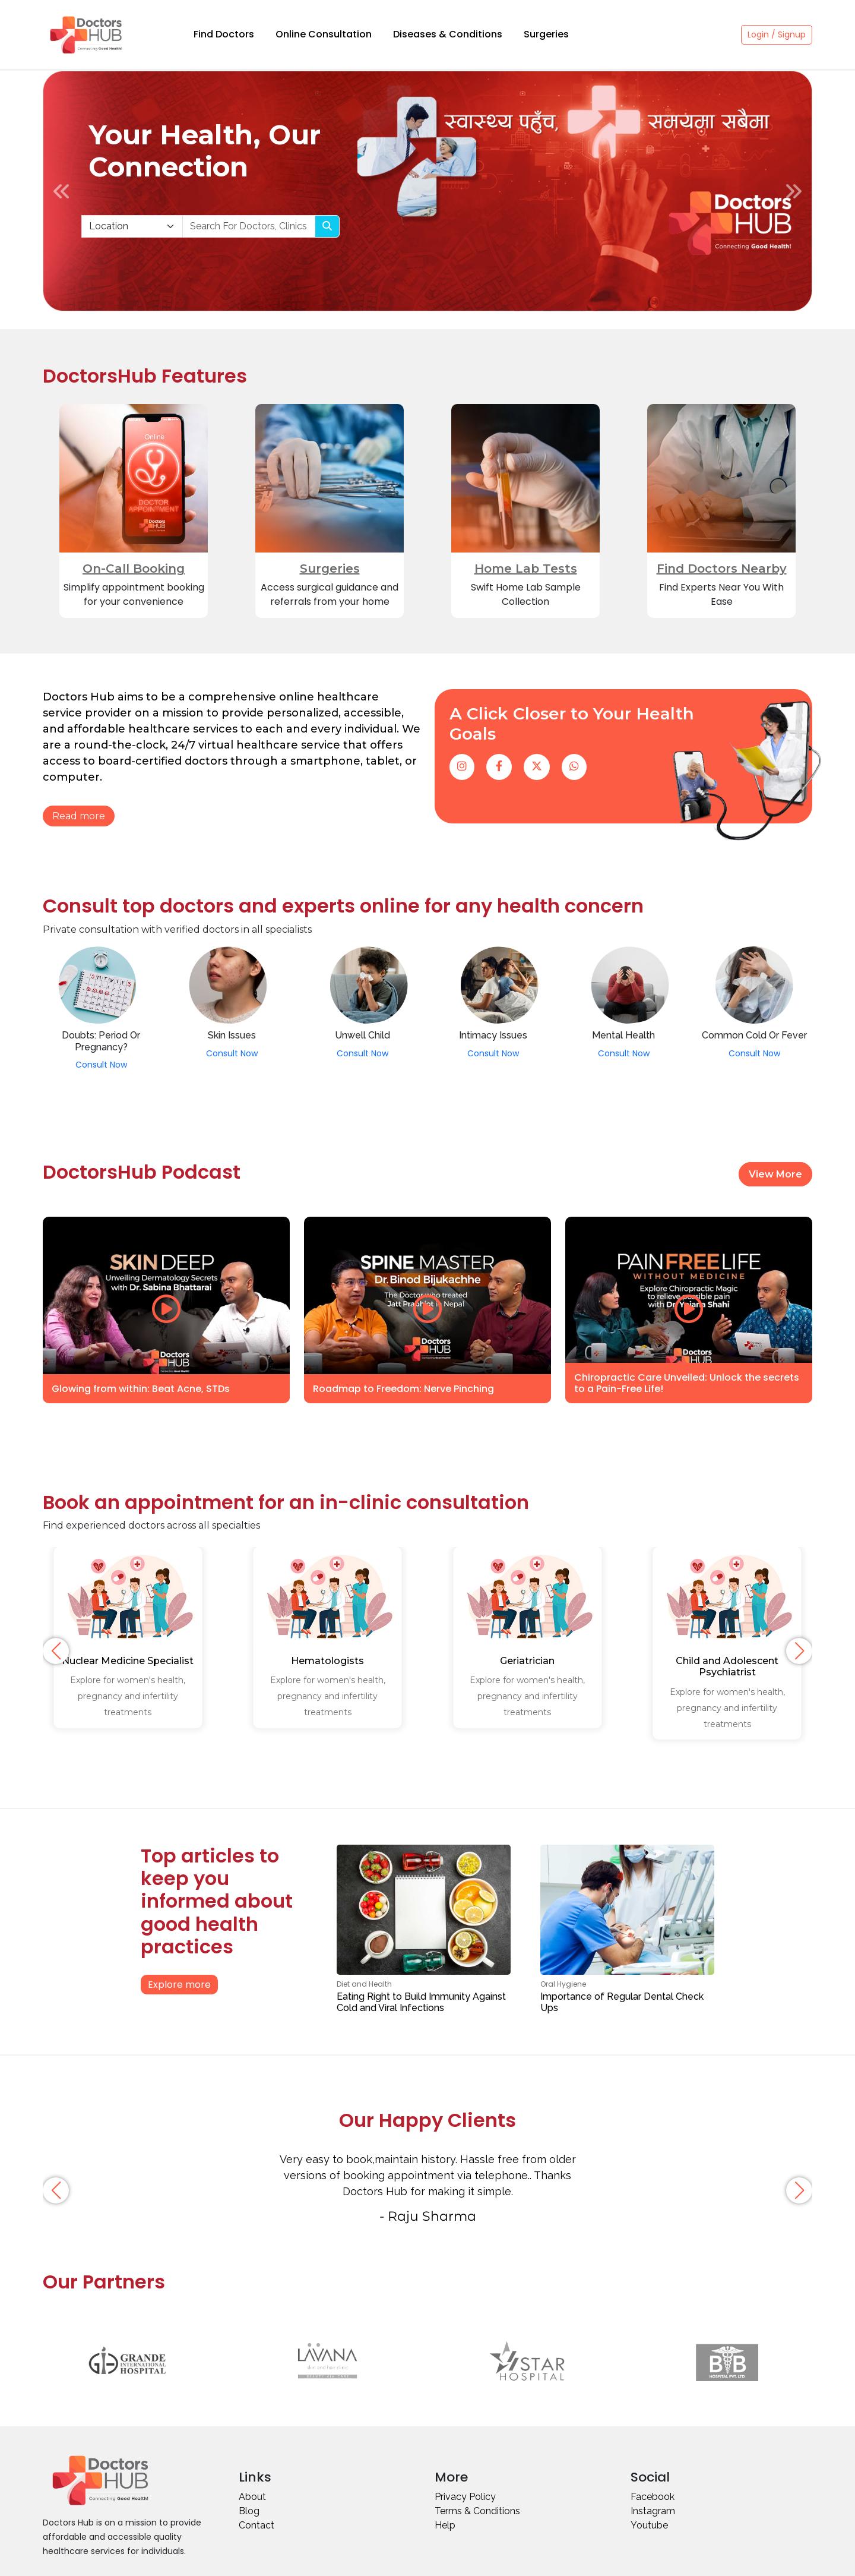 Doctors
HUB
Connecting Good Health!
Find Doctors
Online Consultation
Diseases & Conditions
Surgeries
Login / Signup
Your Health, Our
Connection
स्वास्थ्य पहुँच,
समयमा सबैमा
Location
Search For Doctors, Clinics
Doctors
HUB
Connecting Good Health!
DoctorsHub Features
Online
DOCTOR
APPOINTMENT
Doctors
HUB
On-Call Booking
Simplify appointment booking
for your convenience
Surgeries
Access surgical guidance and
referrals from your home
Home Lab Tests
Swift Home Lab Sample
Collection
Find Doctors Nearby
Find Experts Near You With
Ease
Doctors Hub aims to be a comprehensive online healthcare
service provider on a mission to provide personalized, accessible,
and affordable healthcare services to each and every individual. We
are a round-the-clock, 24/7 virtual healthcare service that offers
access to board-certified doctors through a smartphone, tablet, or
computer.
Read more
A Click Closer to Your Health
Goals
Consult top doctors and experts online for any health concern
Private consultation with verified doctors in all specialists
Doubts: Period Or
Pregnancy?
Consult Now
Skin Issues
Consult Now
Unwell Child
Consult Now
Intimacy Issues
Consult Now
Mental Health
Consult Now
Common Cold Or Fever
Consult Now
DoctorsHub Podcast
View More
SKIN DEEP
Unveiling Dermatology Secrets
with Dr. Sabina Bhattarai
Doctors
HUB
Glowing from within: Beat Acne, STDs
SPINE MASTER
Dr.Binod Bijukachhe
The Doctor who treated
Jatt Prabhjot in Nepal
Doctors
HUB
Roadmap to Freedom: Nerve Pinching
PAIN FREE LIFE
WITHOUT MEDICINE
Explore Chiropractic Magic
to relieve possible pain
with Dr. Shahi
Doctors
HUB
Chiropractic Care Unveiled: Unlock the secrets
to a Pain-Free Life!
Book an appointment for an in-clinic consultation
Find experienced doctors across all specialties
Nuclear Medicine Specialist
Explore for women's health,
pregnancy and infertility
treatments
Hematologists
Explore for women's health,
pregnancy and infertility
treatments
Geriatrician
Explore for women's health,
pregnancy and infertility
treatments
Child and Adolescent
Psychiatrist
Explore for women's health,
pregnancy and infertility
treatments
Top articles to
keep you
informed about
good health
practices
Explore more
Diet and Health
Eating Right to Build Immunity Against
Cold and Viral Infections
Oral Hygiene
Importance of Regular Dental Check
Ups
Our Happy Clients
Very easy to book,maintain history. Hassle free from older
versions of booking appointment via telephone.. Thanks
Doctors Hub for making it simple.
- Raju Sharma
Our Partners
GRANDE
INTERNATIONAL
HOSPITAL
LAVANA
STAR
HOSPITAL
B&B
HOSPITAL PVT. LTD
Doctors
HUB
Connecting Good Health!
Doctors Hub is on a mission to provide
affordable and accessible quality
healthcare services for individuals.
Links
About
Blog
Contact
More
Privacy Policy
Terms & Conditions
Help
Social
Facebook
Instagram
Youtube